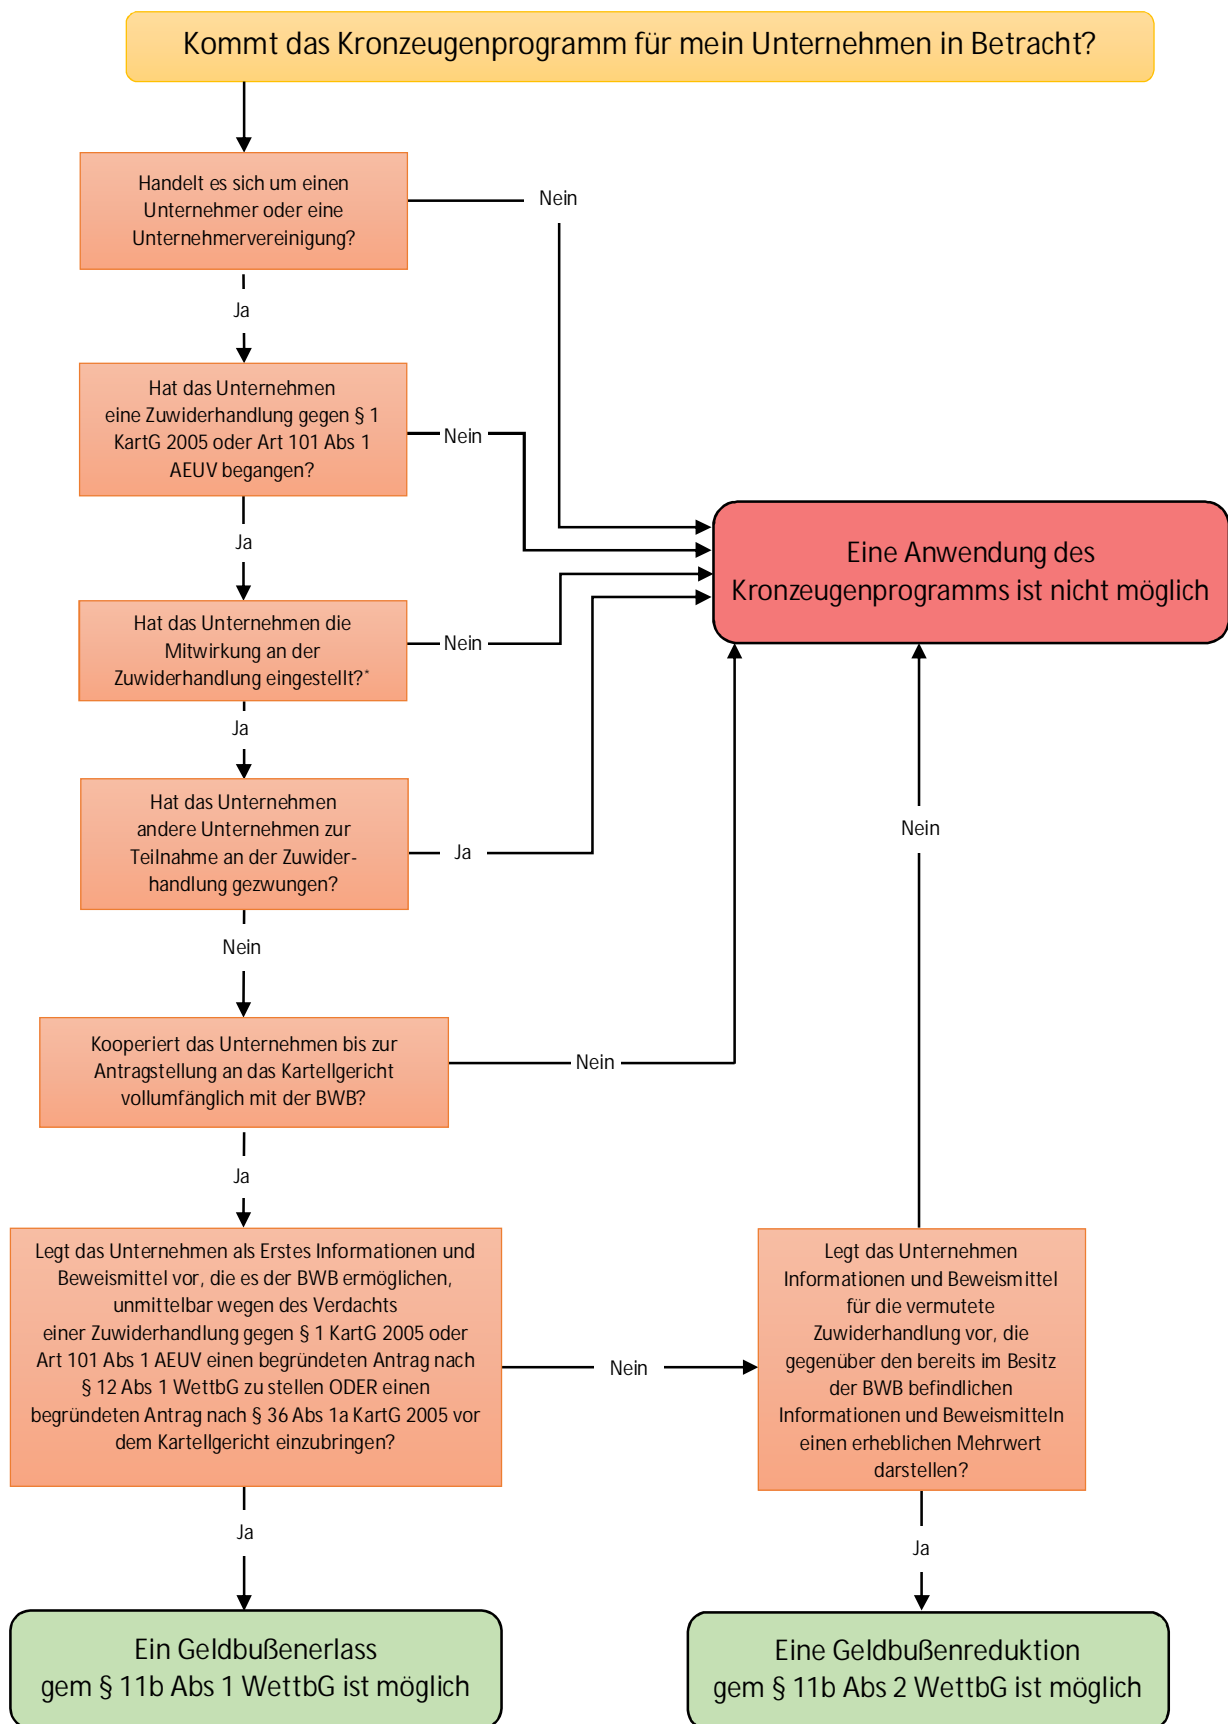 Kommt das Kronzeugenprogramm für mein Unternehmen in Betracht?
Handelt es sich um einen
Unternehmer oder eine
Unternehmervereinigung?
Nein
Ja
Hat das Unternehmen
eine Zuwiderhandlung gegen § 1
KartG 2005 oder Art 101 Abs 1
AEUV begangen?
Nein
Ja
Eine Anwendung des
Kronzeugenprogramms ist nicht möglich
Hat das Unternehmen die
Mitwirkung an der
Zuwiderhandlung eingestellt?*
Nein
Ja
Hat das Unternehmen
andere Unternehmen zur
Teilnahme an der Zuwider-
handlung gezwungen?
Ja
Nein
Nein
Kooperiert das Unternehmen bis zur
Antragstellung an das Kartellgericht
vollumfänglich mit der BWB?
Nein
Ja
Legt das Unternehmen als Erstes Informationen und
Beweismittel vor, die es der BWB ermöglichen,
unmittelbar wegen des Verdachts
einer Zuwiderhandlung gegen § 1 KartG 2005 oder
Art 101 Abs 1 AEUV einen begründeten Antrag nach
§ 12 Abs 1 WettbG zu stellen ODER einen
begründeten Antrag nach § 36 Abs 1a KartG 2005 vor
dem Kartellgericht einzubringen?
Nein
Legt das Unternehmen
Informationen und Beweismittel
für die vermutete
Zuwiderhandlung vor, die
gegenüber den bereits im Besitz
der BWB befindlichen
Informationen und Beweismitteln
einen erheblichen Mehrwert
darstellen?
Ja
Ja
Ein Geldbußenerlass
gem § 11b Abs 1 WettbG ist möglich
Eine Geldbußenreduktion
gem § 11b Abs 2 WettbG ist möglich